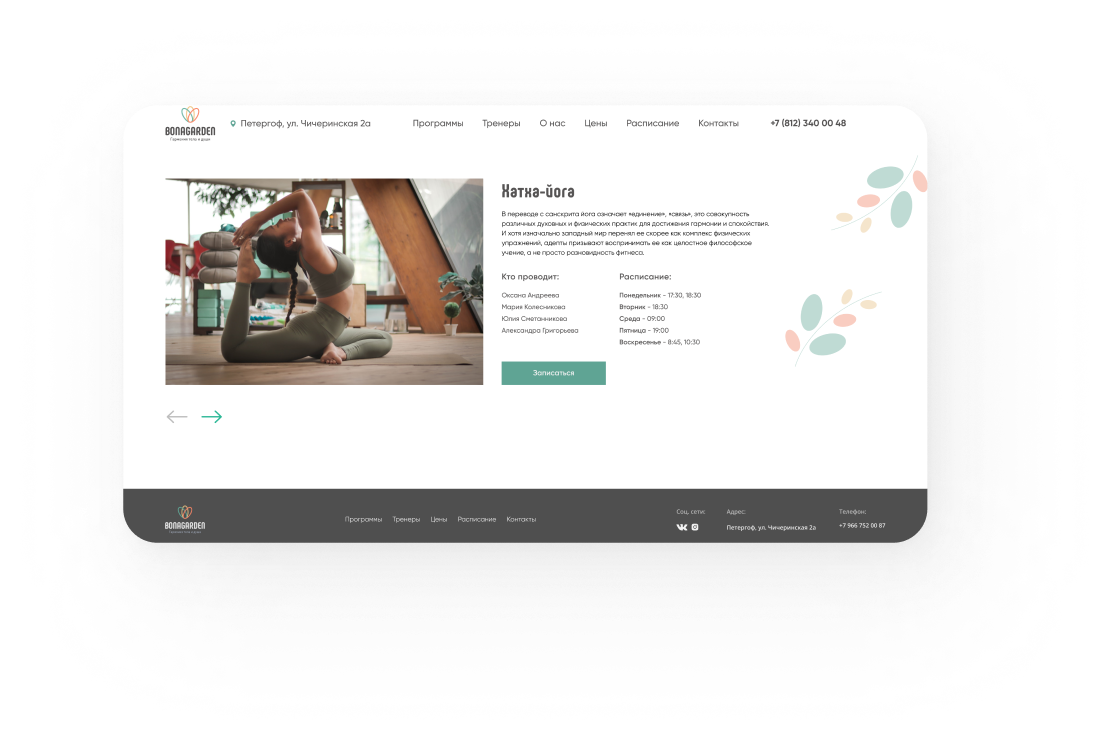 BONAGARDEN
Гармония тела и души
Петергоф, ул. Чичеринская 2а
Программы Тренеры О нас Цены Расписание Контакты
+7 (812) 340 00 48
Хатха-йога
В переводе с санскрита йога означает «единение», «связь», это совокупность
различных духовных и физических практик для достижения гармонии и спокойствия.
И хотя изначально западный мир перенял ее скорее как комплекс физических
упражнений, адепты призывают воспринимать ее как целостное философское
учение, а не просто разновидность фитнеса.
Кто проводит:
Оксана Андреева
Мария Колесникова
Юлия Сметанникова
Александра Григорьева
Расписание:
Понедельник - 17:30, 18:30
Вторник - 18:30
Среда - 09:00
Пятница - 19:00
Воскресенье - 8:45, 10:30
Записаться
BONAGARDEN
Гармония тела и души
Программы Тренеры Цены Расписание Контакты
Соц. сети:
Адрес:
Петергоф, ул. Чичеринская 2а
Телефон:
+7 966 752 00 87